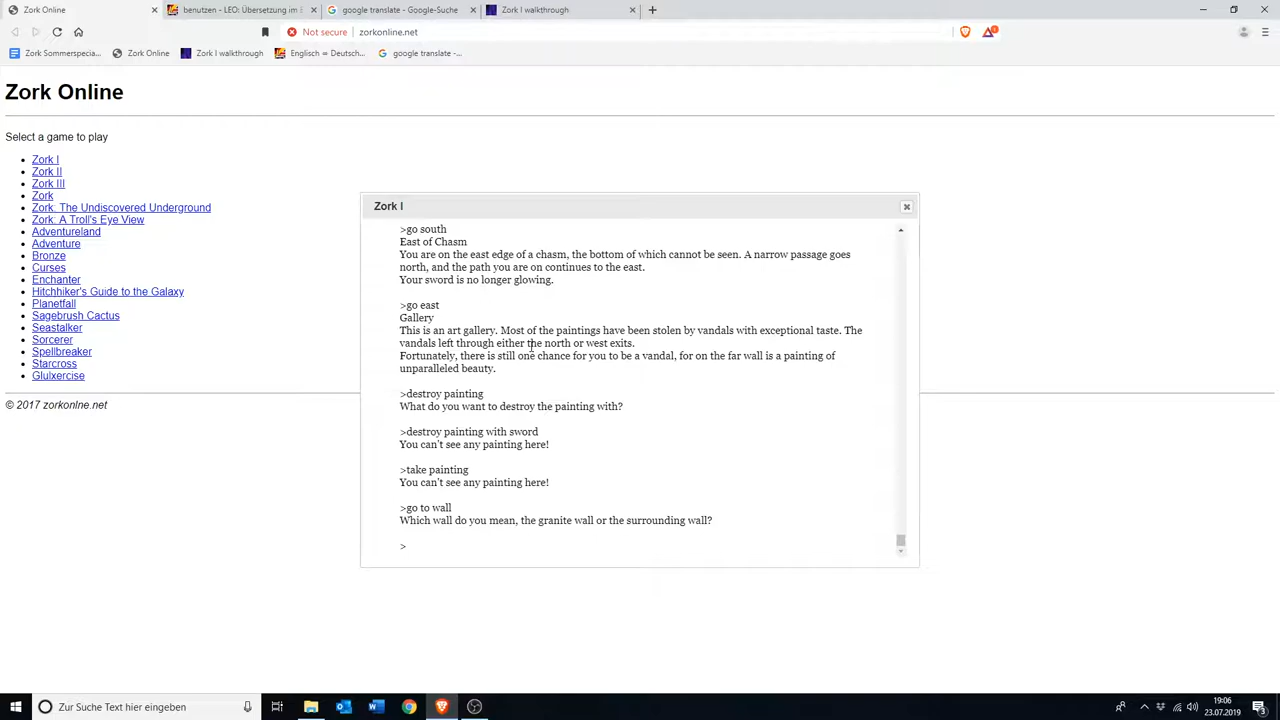 Zork Online
benutzen - LEO: Übersetzung im E
google translate - Google-Suche
Zork I walkthrough
Not secure
zorkonline.net
Zork Sommerspecia...
Zork Online
Zork I walkthrough
Englisch ⇔ Deutsch...
google translate -...
Zork Online
Select a game to play
Zork I
Zork II
Zork III
Zork
Zork: The Undiscovered Underground
Zork: A Troll's Eye View
Adventureland
Adventure
Bronze
Curses
Enchanter
Hitchhiker's Guide to the Galaxy
Planetfall
Sagebrush Cactus
Seastalker
Sorcerer
Spellbreaker
Starcross
Glulxercise
© 2017 zorkonlne.net
Zork I
>go south
East of Chasm
You are on the east edge of a chasm, the bottom of which cannot be seen. A narrow passage goes
north, and the path you are on continues to the east.
Your sword is no longer glowing.
>go east
Gallery
This is an art gallery. Most of the paintings have been stolen by vandals with exceptional taste. The
vandals left through either the north or west exits.
Fortunately, there is still one chance for you to be a vandal, for on the far wall is a painting of
unparalleled beauty.
>destroy painting
What do you want to destroy the painting with?
>destroy painting with sword
You can't see any painting here!
>take painting
You can't see any painting here!
>go to wall
Which wall do you mean, the granite wall or the surrounding wall?
>
Zur Suche Text hier eingeben
19:06
23.07.2019